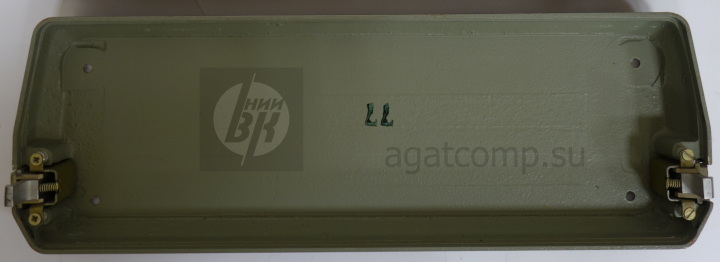 НИИ
ВК
77
agatcomp.su